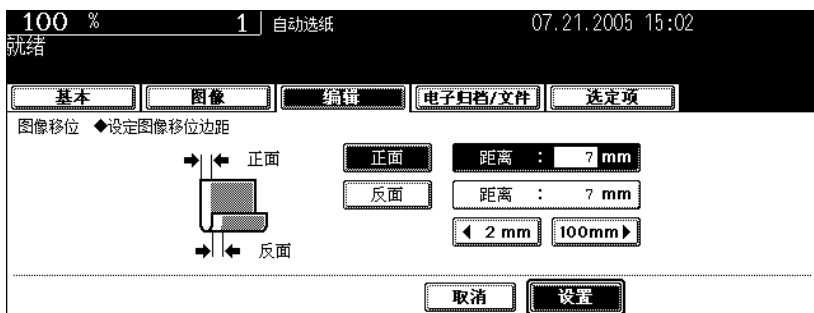 100 % 1 自动选纸 07.21.2005 15:02
就绪
基本 图像 编辑 电子归档/文件 选定项
图像移位 ◆设定图像移位边距
正面 正面 距离 : 7 mm
反面 距离 : 7 mm
◀ 2 mm 100mm▶
反面
取消 设置